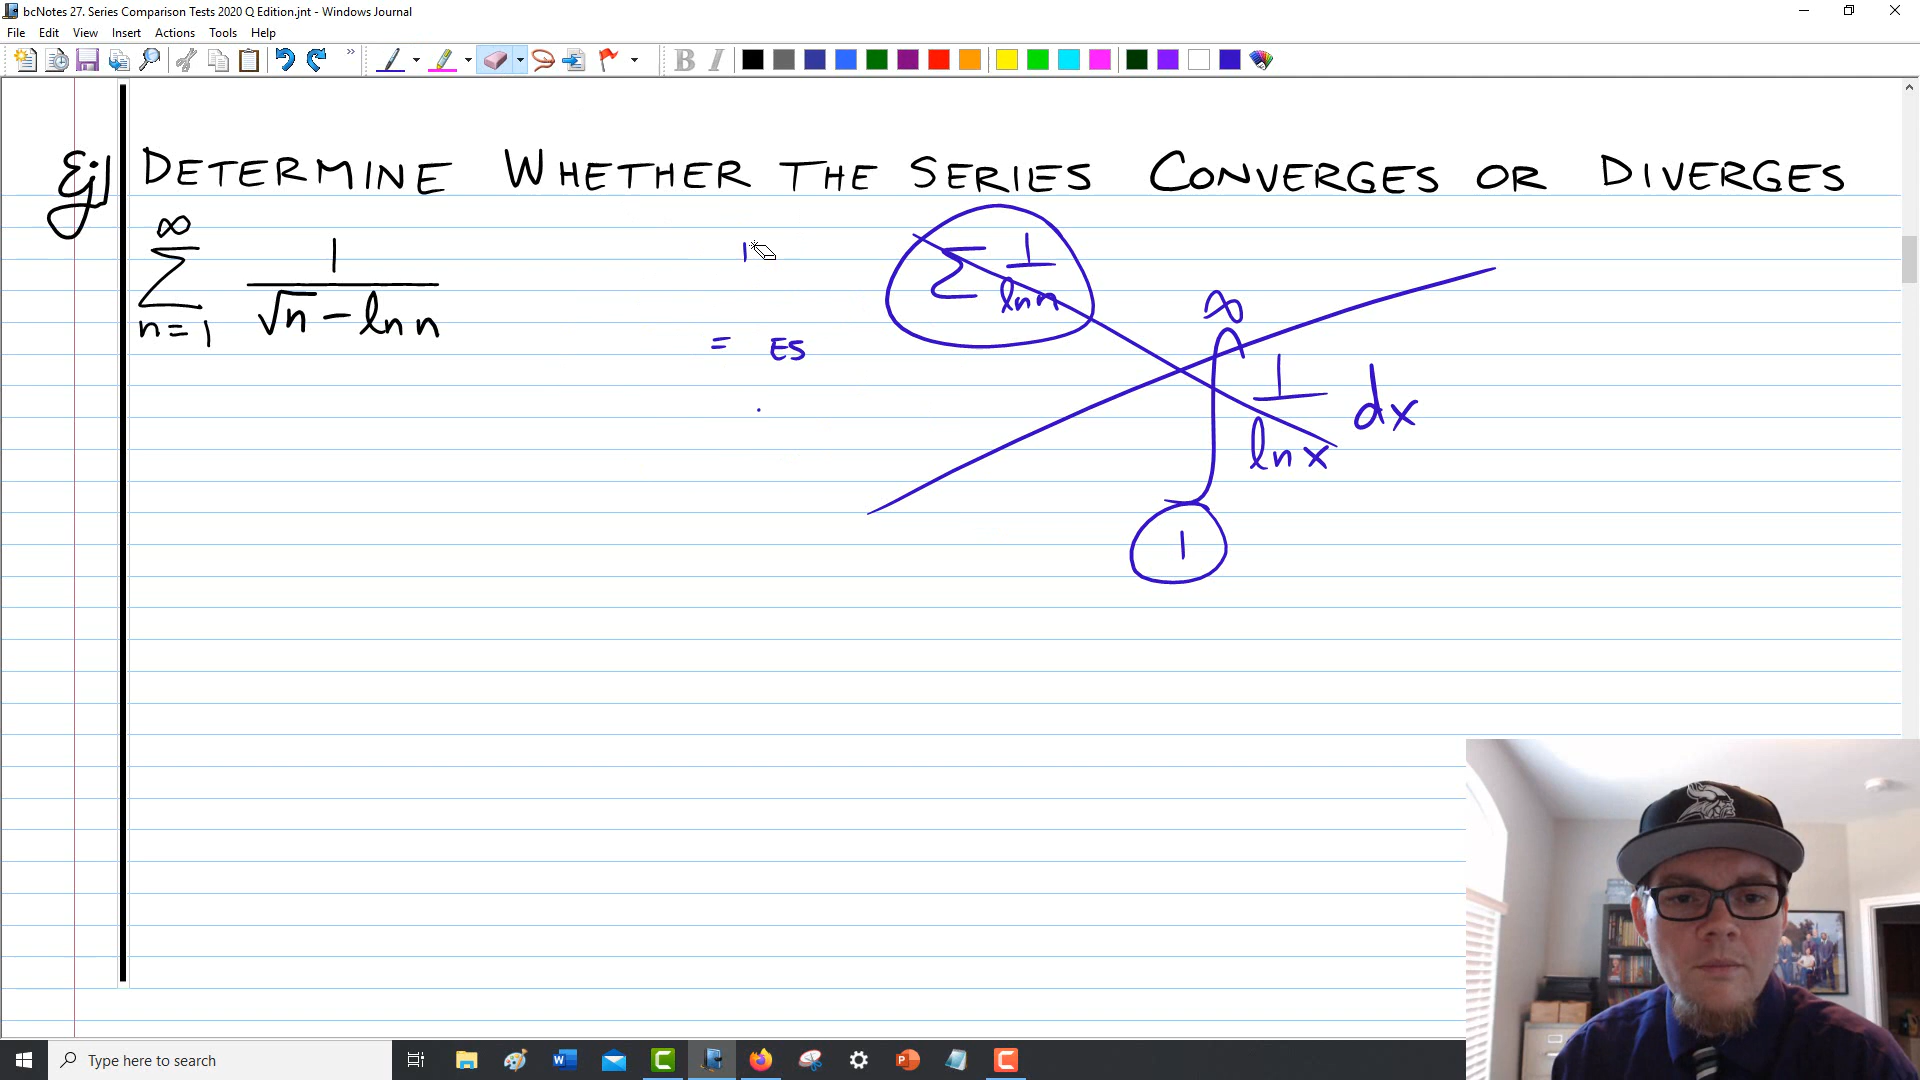 bcNotes 27. Series Comparison Tests 2020 Q Edition.jnt - Windows Journal
File Edit View Insert Actions Tools Help
Ej DETERMINE WHETHER THE SERIES CONVERGES OR DIVERGES
∞
∑ 1/(√n - ln n)
n=1
∑ 1/(ln n)
= ES
∞
∫ 1/(ln x) dx
1
Type here to search